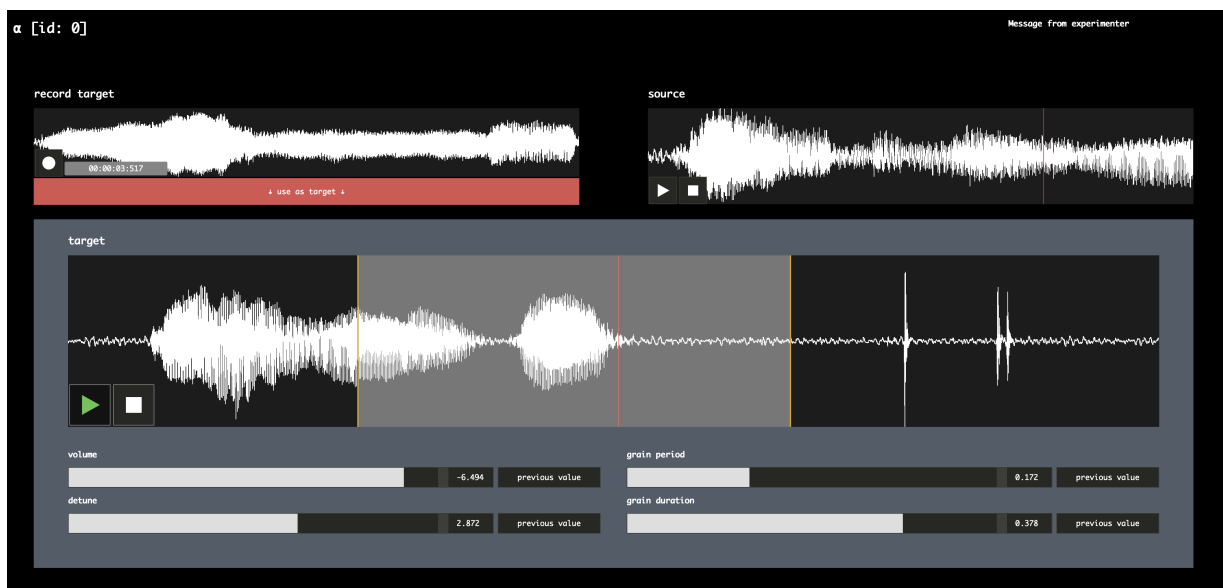 α [id: 0]
Message from experimenter
record target
source
00:00:03:517
↓ use as target ↓
target
volume
-6.494
previous value
grain period
0.172
previous value
detune
2.872
previous value
grain duration
0.378
previous value